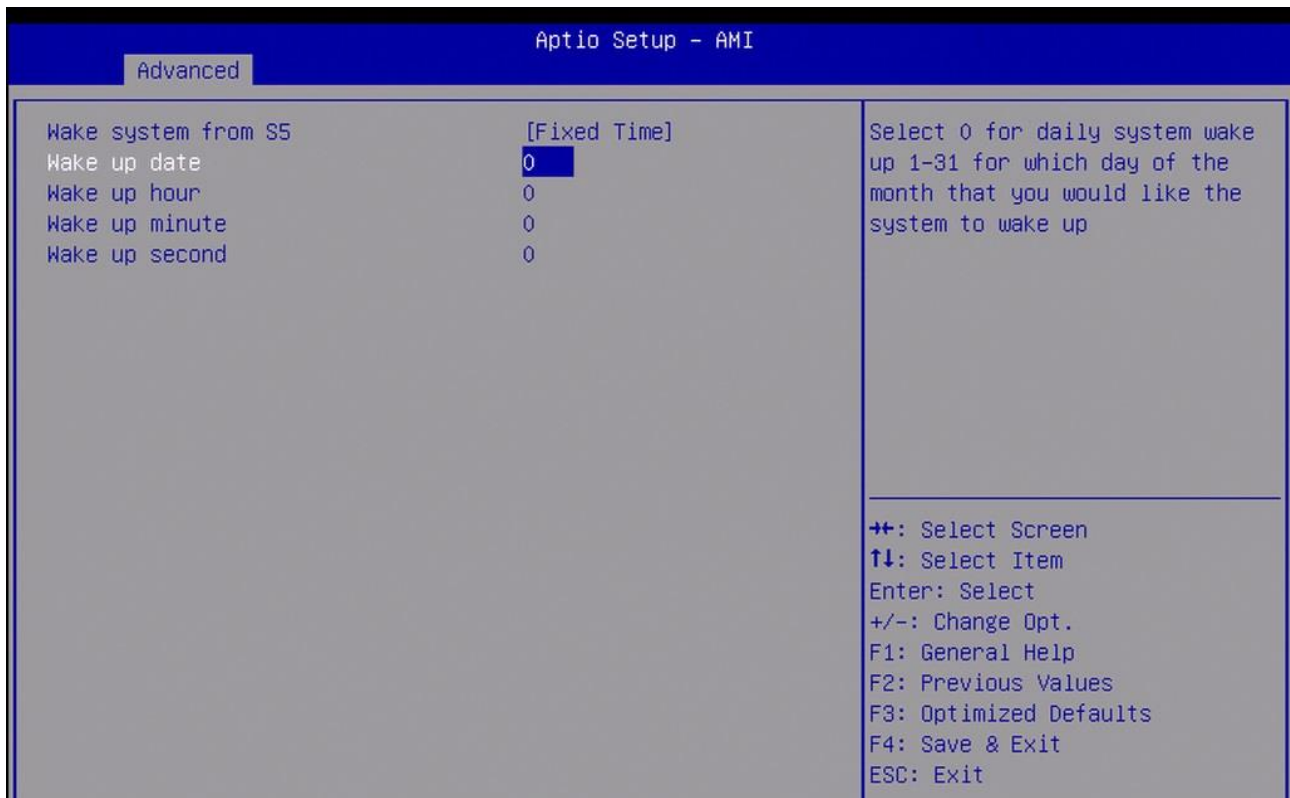 Aptio Setup – AMI
Advanced
Wake system from S5 [Fixed Time]
Wake up date 0
Wake up hour 0
Wake up minute 0
Wake up second 0
Select 0 for daily system wake
up 1-31 for which day of the
month that you would like the
system to wake up
→←: Select Screen
↑↓: Select Item
Enter: Select
+/-: Change Opt.
F1: General Help
F2: Previous Values
F3: Optimized Defaults
F4: Save & Exit
ESC: Exit